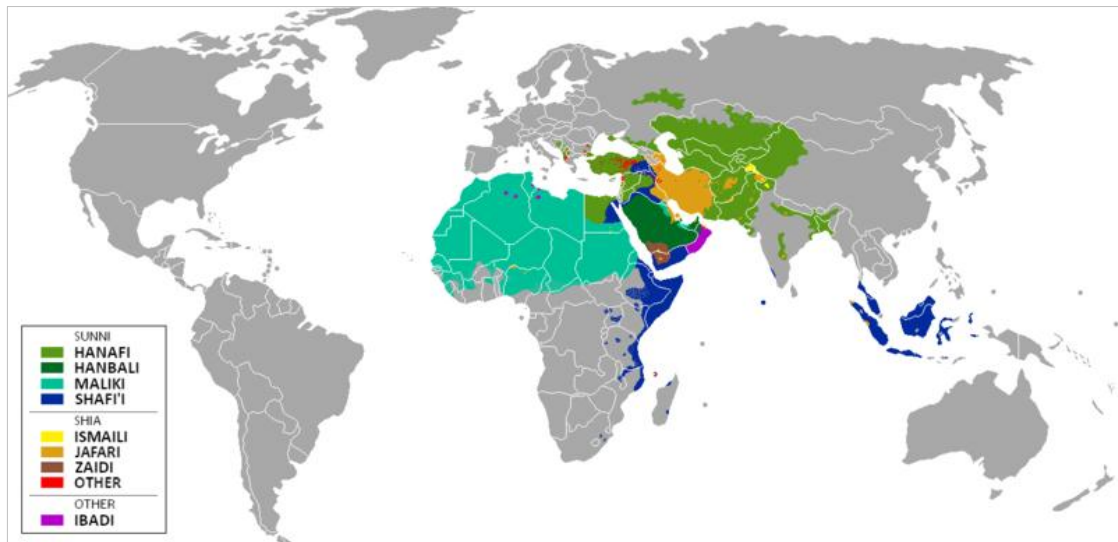 SUNNI
HANAFI
HANBALI
MALIKI
SHAFI'I
SHIA
ISMAILI
JAFARI
ZAIDI
OTHER
OTHER
IBADI